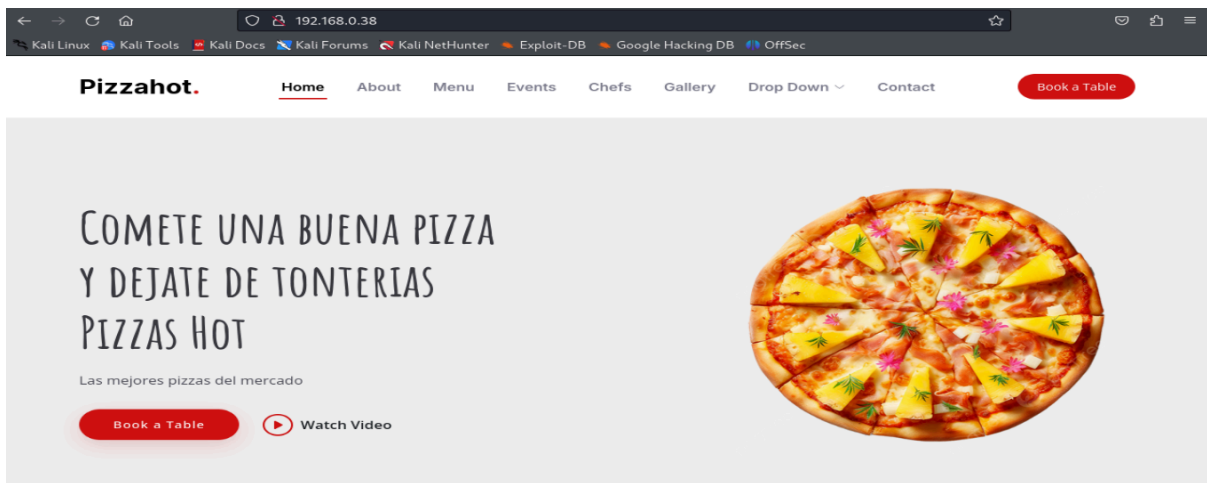 192.168.0.38
Kali Linux Kali Tools Kali Docs Kali Forums Kali NetHunter Exploit-DB Google Hacking DB OffSec
Pizzahot. Home About Menu Events Chefs Gallery Drop Down Contact Book a Table
COMETE UNA BUENA PIZZA
Y DEJATE DE TONTERIAS
PIZZAS HOT
Las mejores pizzas del mercado
Book a Table Watch Video